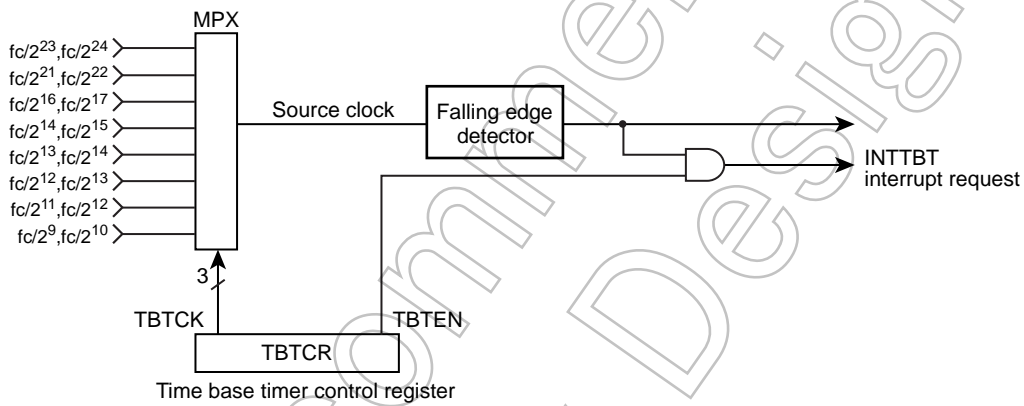 MPX
fc/2^23,fc/2^24
fc/2^21,fc/2^22
fc/2^16,fc/2^17
fc/2^14,fc/2^15
fc/2^13,fc/2^14
fc/2^12,fc/2^13
fc/2^11,fc/2^12
fc/2^9,fc/2^10
Source clock
Falling edge
detector
INTTBT
interrupt request
3
TBTCK
TBTEN
TBTCR
Time base timer control register